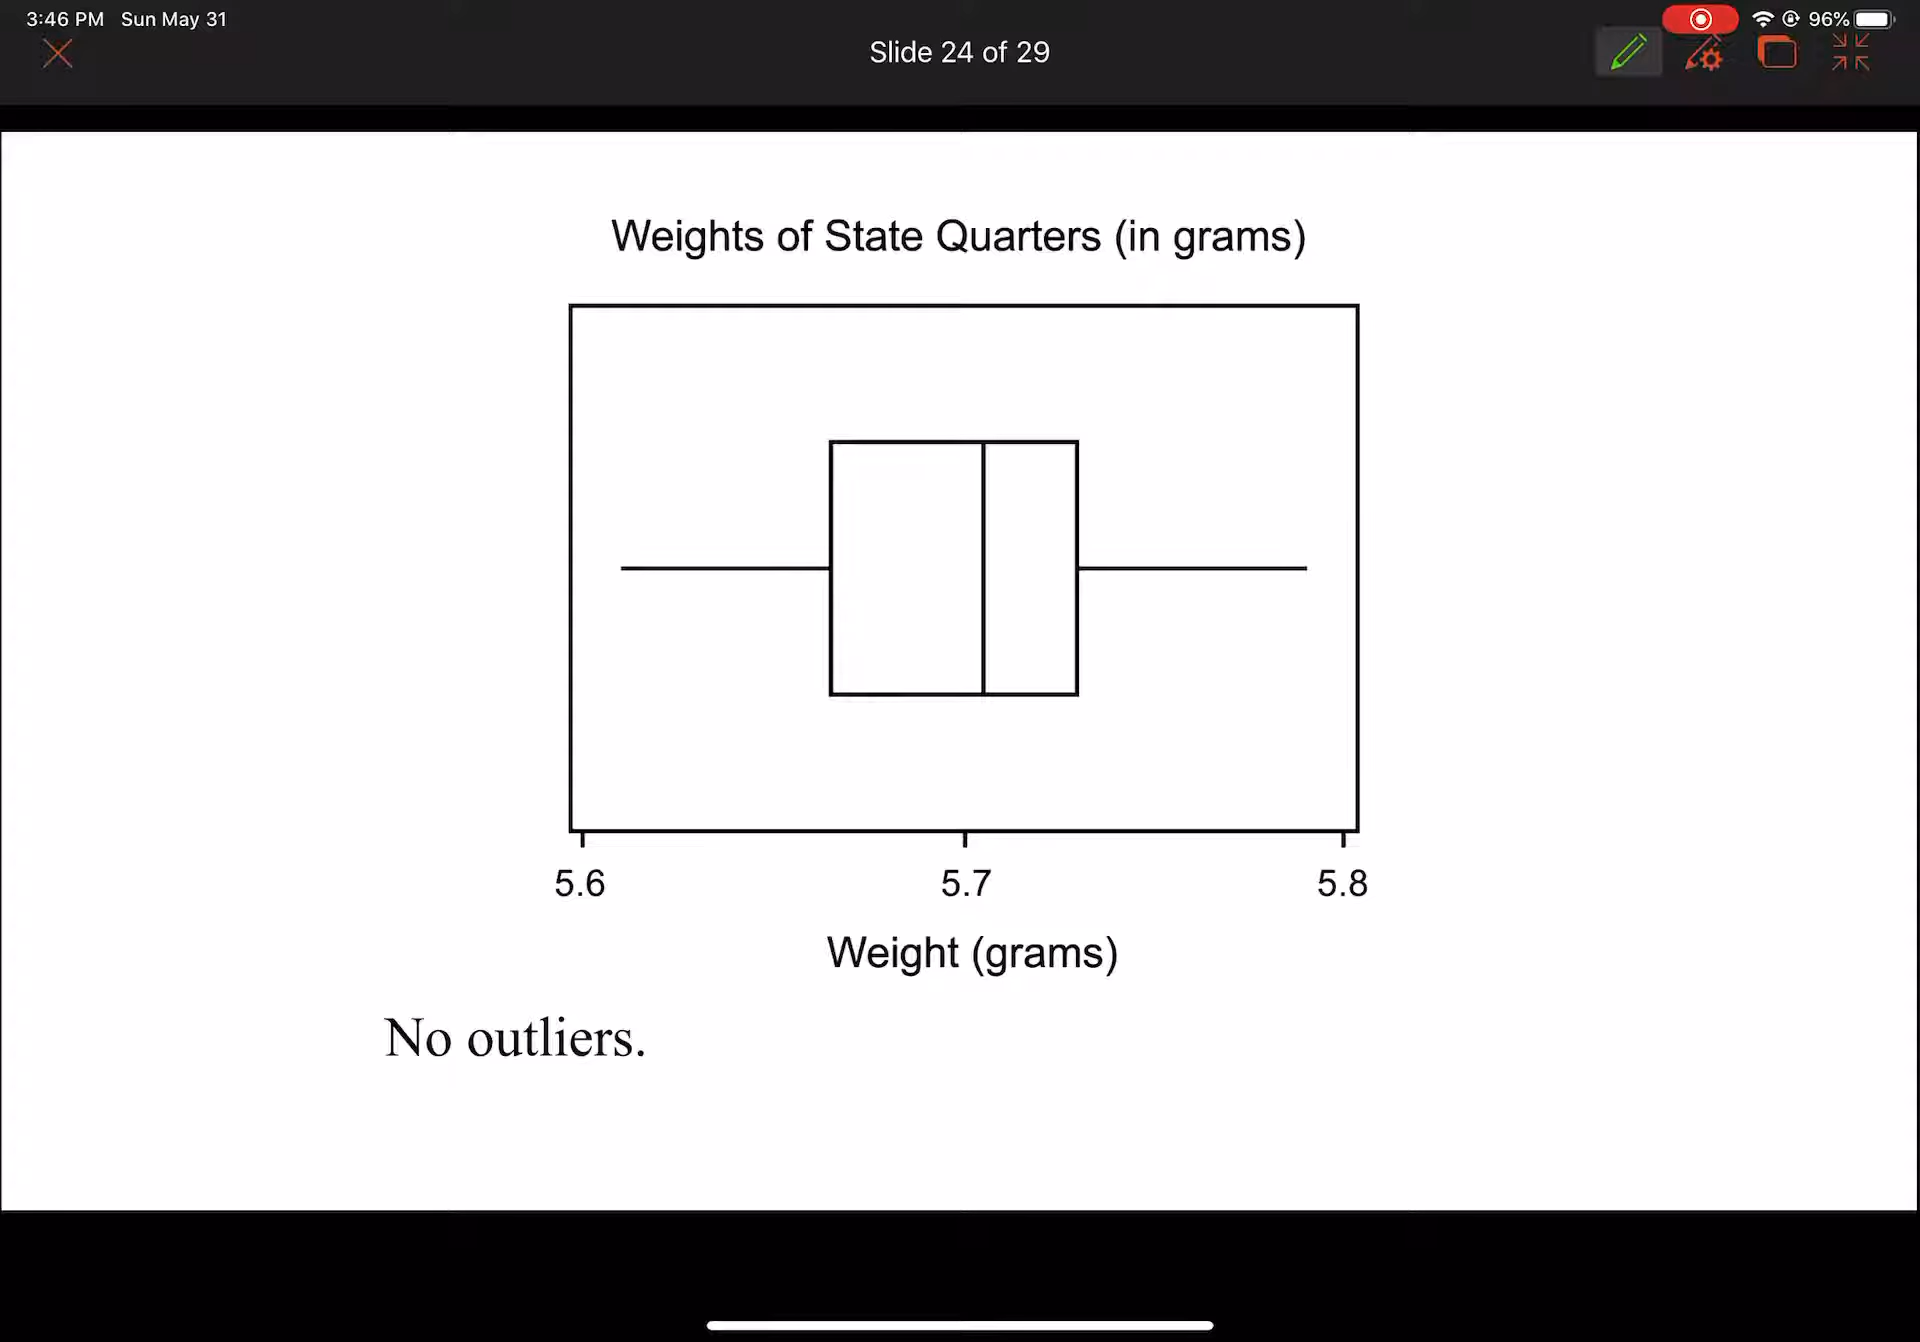 3:46 PM Sun May 31
96%
Slide 24 of 29
Weights of State Quarters (in grams)
5.6 5.7 5.8
Weight (grams)
No outliers.